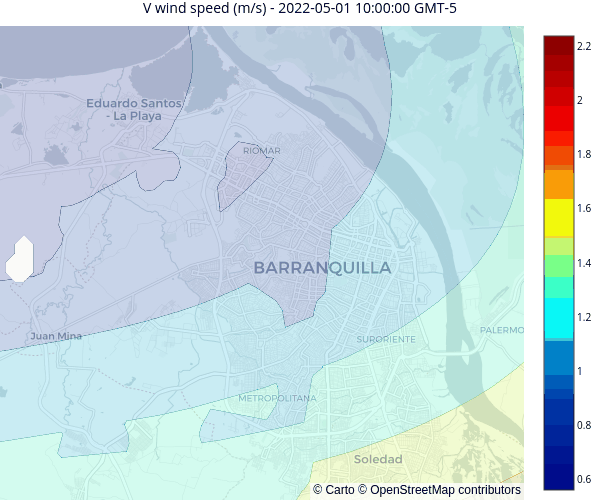 V wind speed (m/s) - 2022-05-01 10:00:00 GMT-5
2.2
2
1.8
1.6
1.4
1.2
1
0.8
0.6
Eduardo Santos
- La Playa
RIOMAR
BARRANQUILLA
Juan Mina
SURORIENTE
PALERMO
METROPOLITANA
Soledad
© Carto © OpenStreetMap contributors